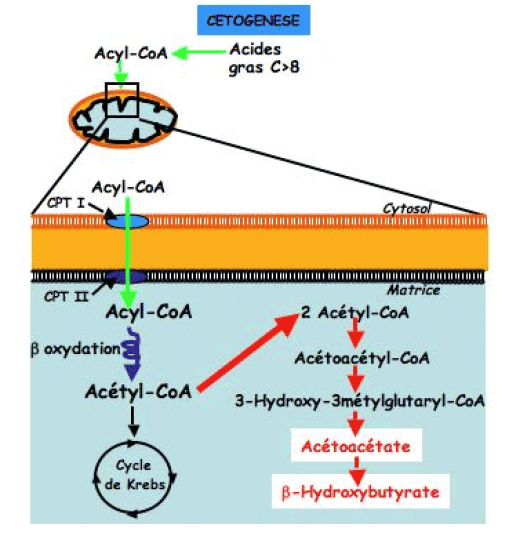 CETOGENESE
Acyl-CoA
Acides
gras C>8
Acyl-CoA
CPT I
Cytosol
CPT II
Matrice
Acyl-CoA
2 Acétyl-CoA
β oxydation
Acétoacétyl-CoA
Acétyl-CoA
3-Hydroxy-3métylglutaryl-CoA
Acétoacétate
Cycle
de Krebs
β-Hydroxybutyrate